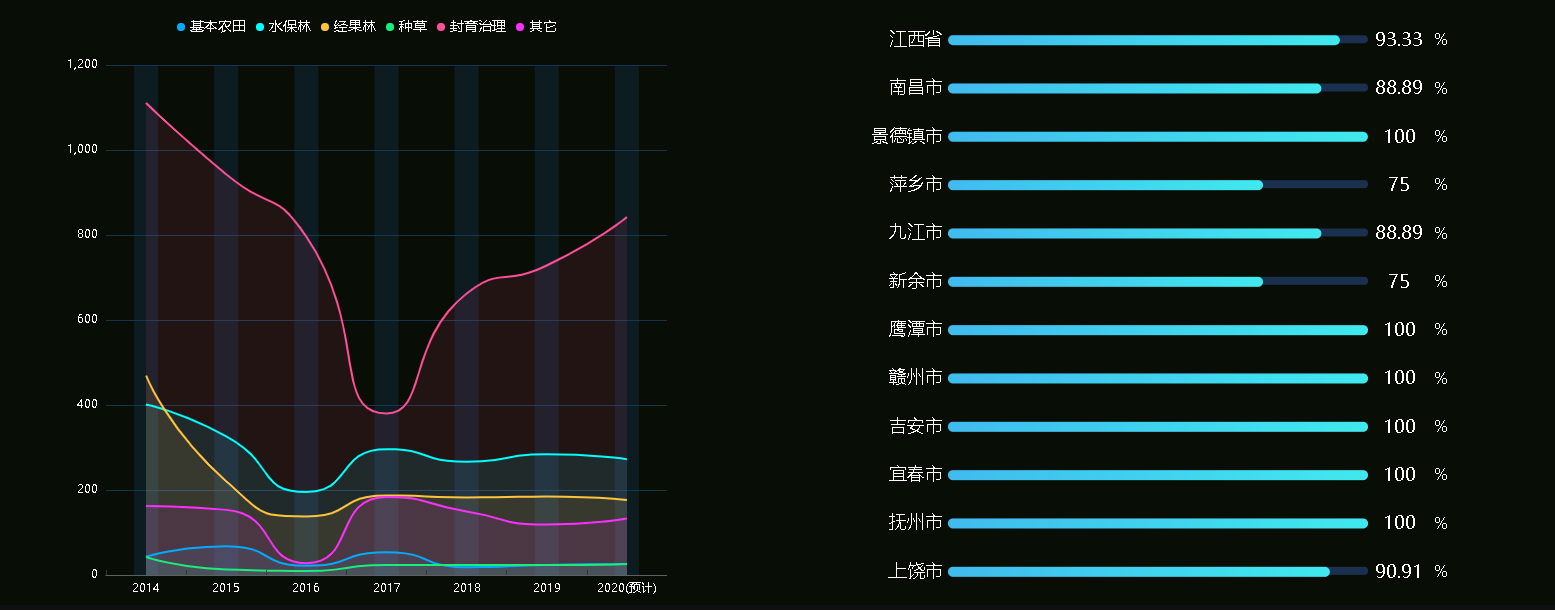 基本农田 水保林 经果林 种草 封育治理 其它
1,200
1,000
800
600
400
200
0
2014 2015 2016 2017 2018 2019 2020(预计)
江西省 93.33 %
南昌市 88.89 %
景德镇市 100 %
萍乡市 75 %
九江市 88.89 %
新余市 75 %
鹰潭市 100 %
赣州市 100 %
吉安市 100 %
宜春市 100 %
抚州市 100 %
上饶市 90.91 %